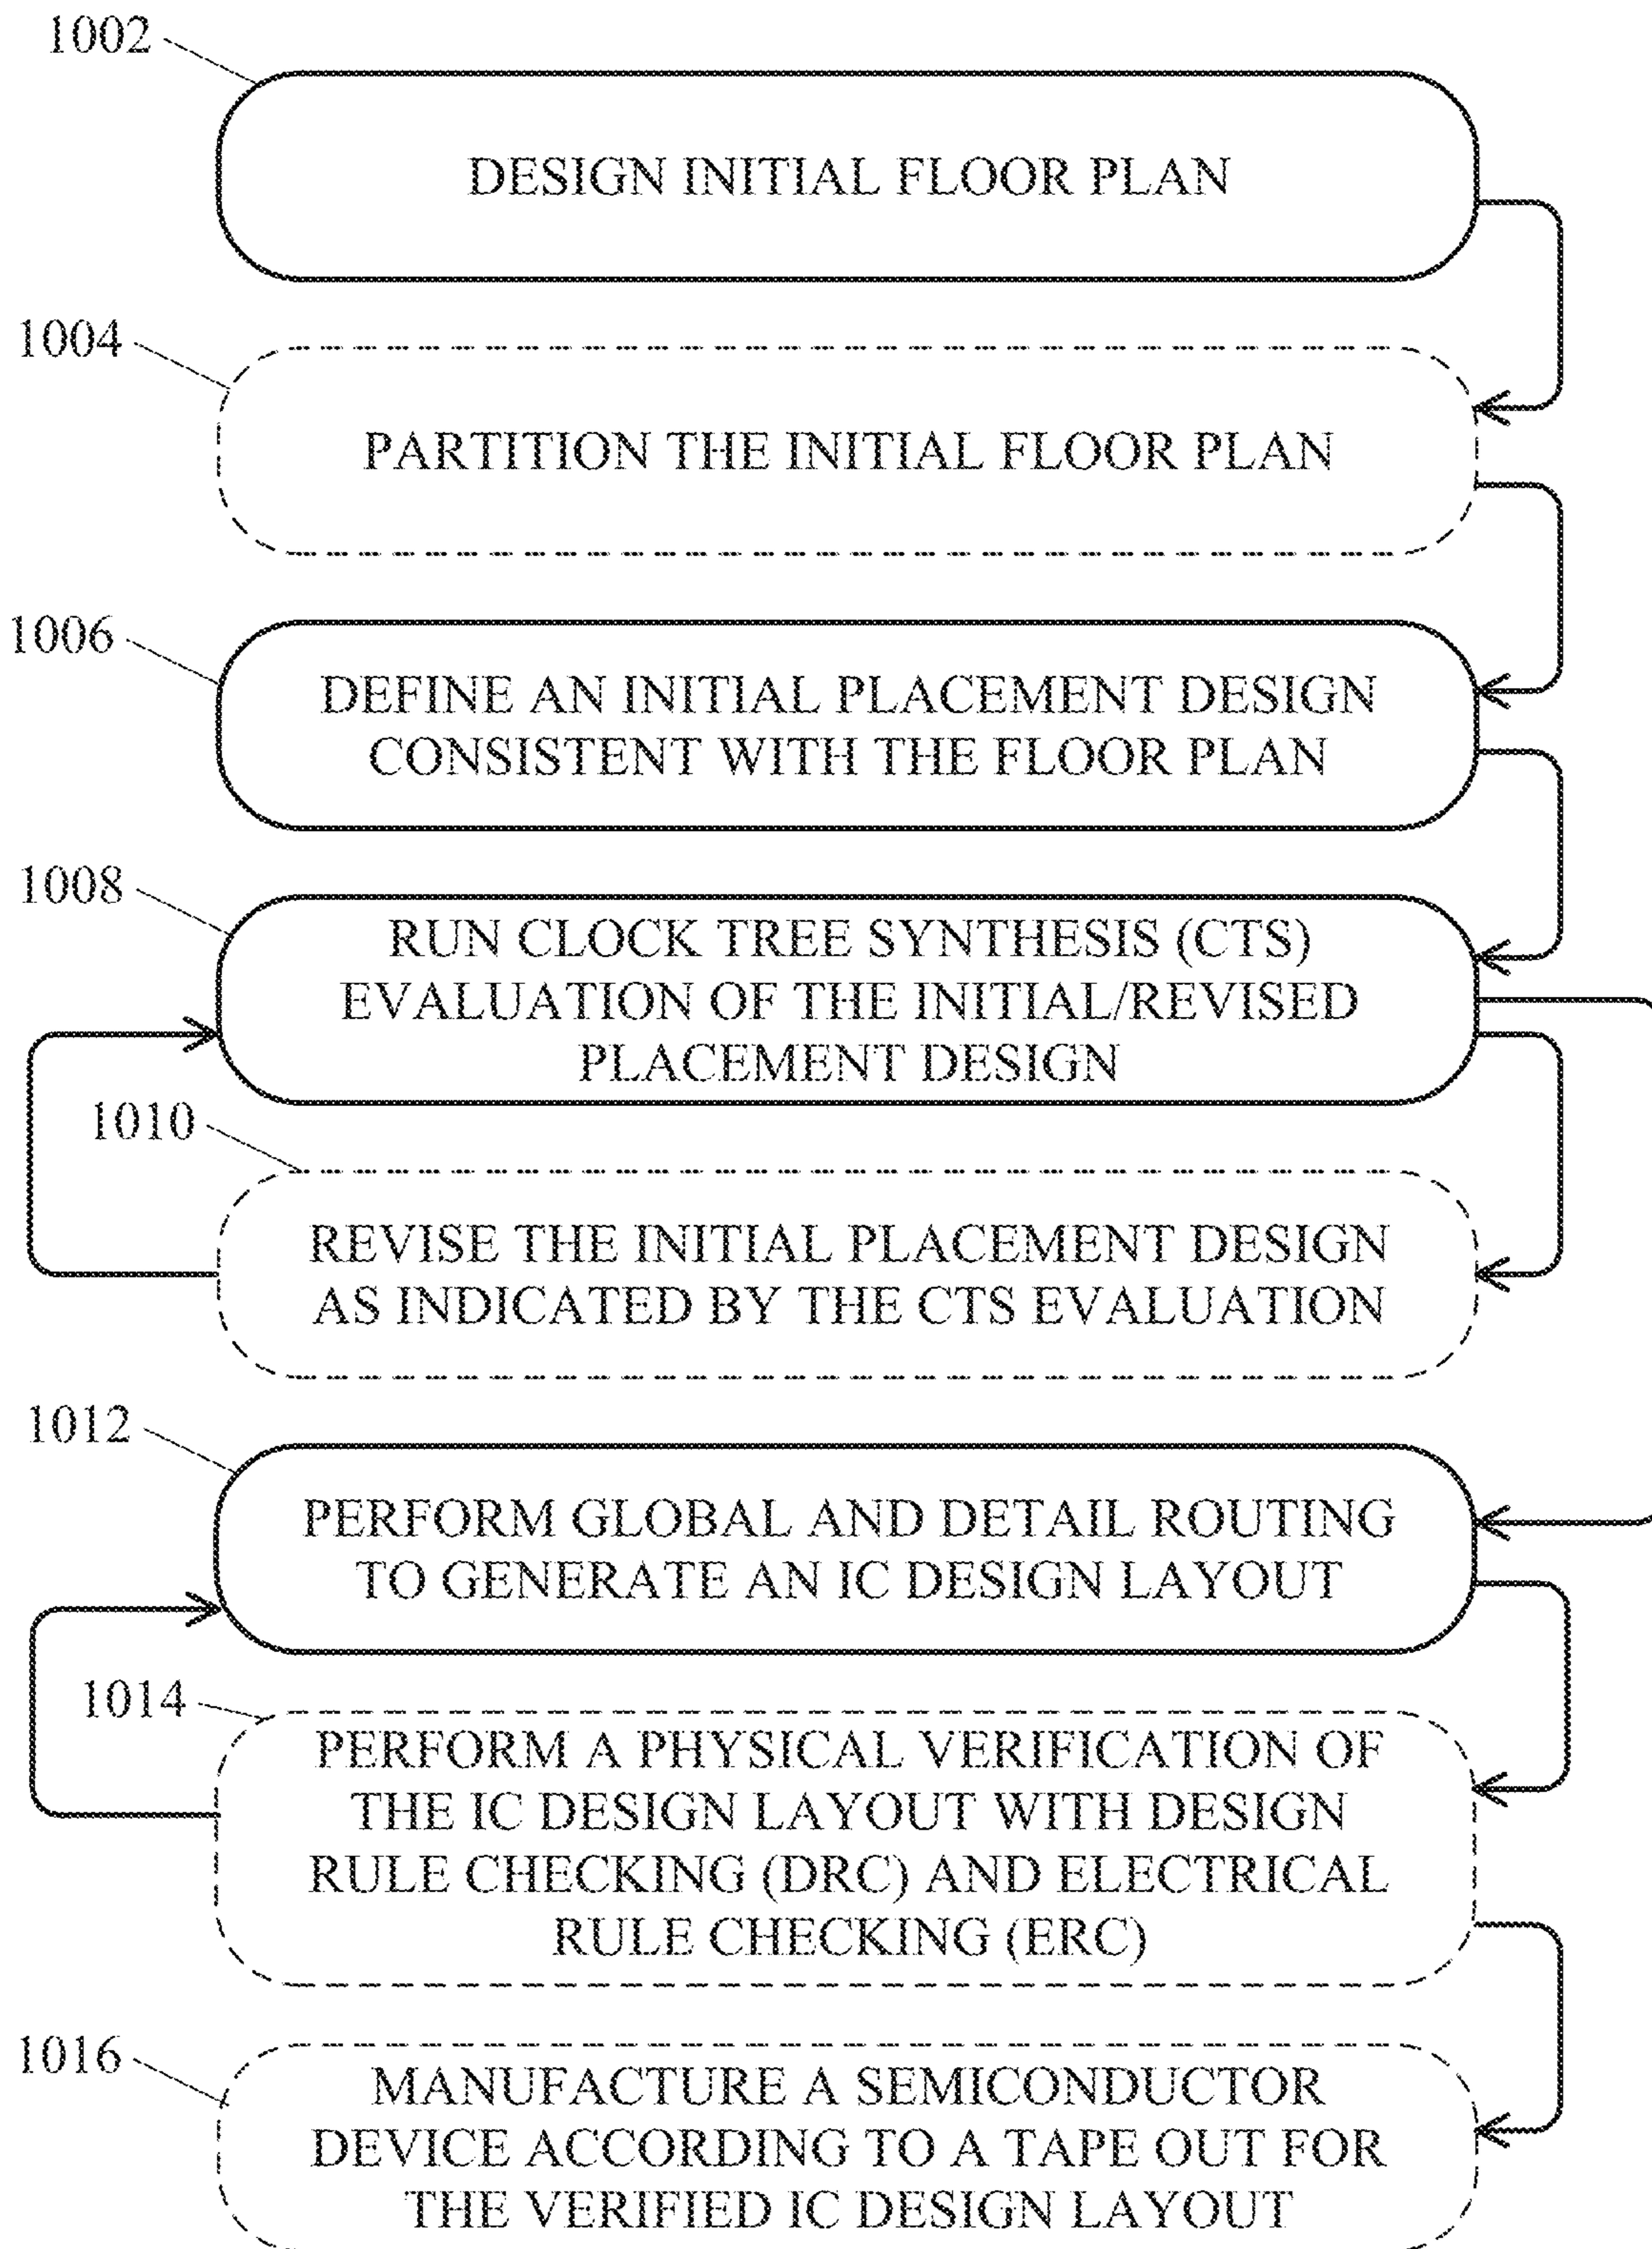 1002
DESIGN INITIAL FLOOR PLAN
1004
PARTITION THE INITIAL FLOOR PLAN
1006
DEFINE AN INITIAL PLACEMENT DESIGN
CONSISTENT WITH THE FLOOR PLAN
1008
RUN CLOCK TREE SYNTHESIS (CTS)
EVALUATION OF THE INITIAL/REVISED
PLACEMENT DESIGN
1010
REVISE THE INITIAL PLACEMENT DESIGN
AS INDICATED BY THE CTS EVALUATION
1012
PERFORM GLOBAL AND DETAIL ROUTING
TO GENERATE AN IC DESIGN LAYOUT
1014
PERFORM A PHYSICAL VERIFICATION OF
THE IC DESIGN LAYOUT WITH DESIGN
RULE CHECKING (DRC) AND ELECTRICAL
RULE CHECKING (ERC)
1016
MANUFACTURE A SEMICONDUCTOR
DEVICE ACCORDING TO A TAPE OUT FOR
THE VERIFIED IC DESIGN LAYOUT